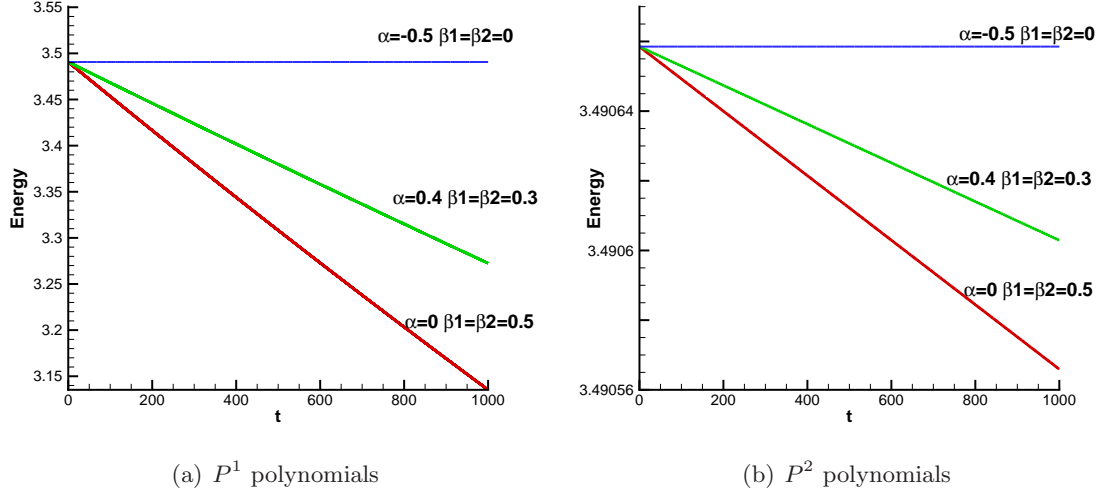 3.55
3.5
3.45
3.4
3.35
3.3
3.25
3.2
3.15
Energy
0
200
400
600
800
1000
t
α=-0.5 β1=β2=0
α=0.4 β1=β2=0.3
α=0 β1=β2=0.5
(a) P¹ polynomials
3.49064
3.4906
3.49056
Energy
0
200
400
600
800
1000
t
α=-0.5 β1=β2=0
α=0.4 β1=β2=0.3
α=0 β1=β2=0.5
(b) P² polynomials